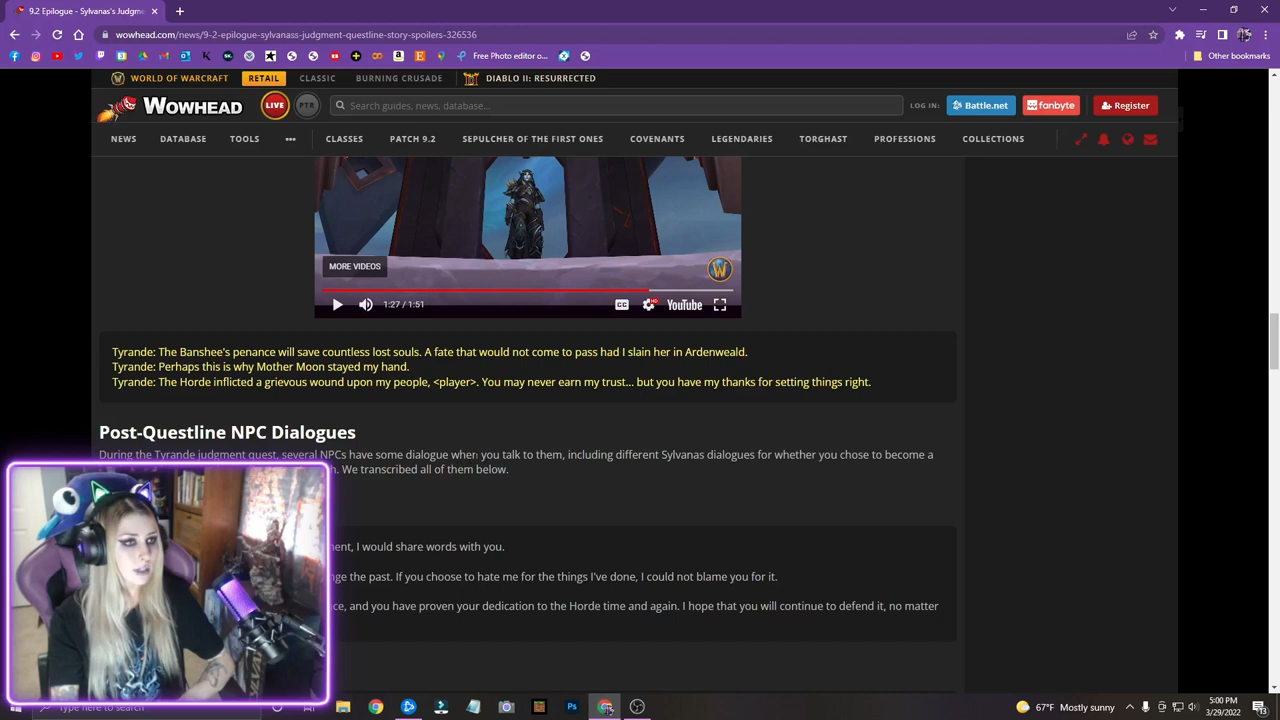 9.2 Epilogue - Sylvanas's Judgm
wowhead.com/news/9-2-epilogue-sylvanass-judgment-questline-story-spoilers-326536
Free Photo editor o...
Other bookmarks
WORLD OF WARCRAFT RETAIL CLASSIC BURNING CRUSADE DIABLO II: RESURRECTED
WOWHEAD LIVE PTR Search guides, news, database... LOG IN: Battle.net fanbyte Register
NEWS DATABASE TOOLS ••• CLASSES PATCH 9.2 SEPULCHER OF THE FIRST ONES COVENANTS LEGENDARIES TORGHAST PROFESSIONS COLLECTIONS
MORE VIDEOS
1:27 / 1:51 CC HD YouTube
Tyrande: The Banshee's penance will save countless lost souls. A fate that would not come to pass had I slain her in Ardenweald.
Tyrande: Perhaps this is why Mother Moon stayed my hand.
Tyrande: The Horde inflicted a grievous wound upon my people, <player>. You may never earn my trust... but you have my thanks for setting things right.
Post-Questline NPC Dialogues
During the Tyrande judgment quest, several NPCs have some dialogue when you talk to them, including different Sylvanas dialogues for whether you chose to become a
h. We transcribed all of them below.
ment, I would share words with you.
nge the past. If you choose to hate me for the things I've done, I could not blame you for it.
ce, and you have proven your dedication to the Horde time and again. I hope that you will continue to defend it, no matter
Type here to search
67°F Mostly sunny
5:00 PM
3/29/2022